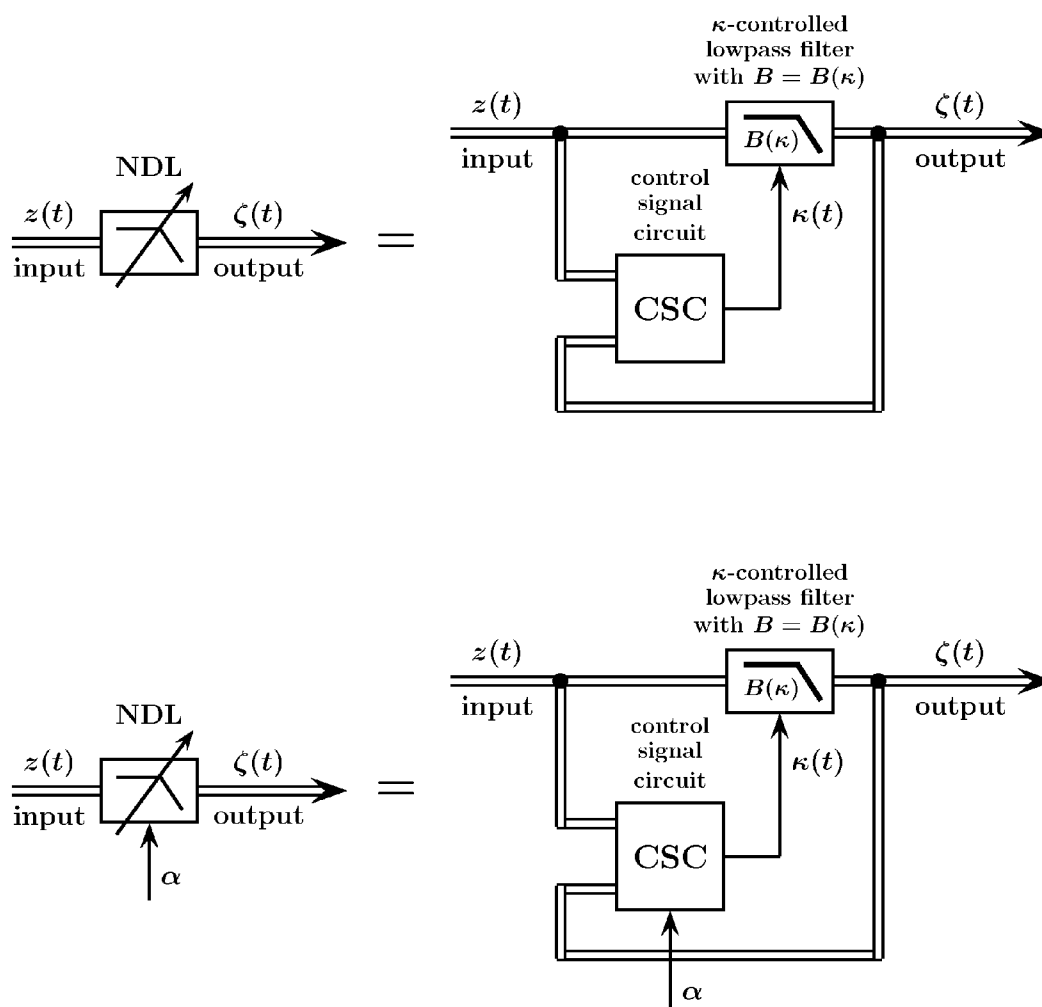 κ-controlled
lowpass filter
with B = B(κ)
z(t)
ζ(t)
B(κ)
input
output
control
signal
circuit
κ(t)
NDL
z(t)
ζ(t)
=
input
output
CSC
κ-controlled
lowpass filter
with B = B(κ)
z(t)
ζ(t)
B(κ)
input
output
control
signal
circuit
κ(t)
NDL
z(t)
ζ(t)
=
input
output
CSC
α
α